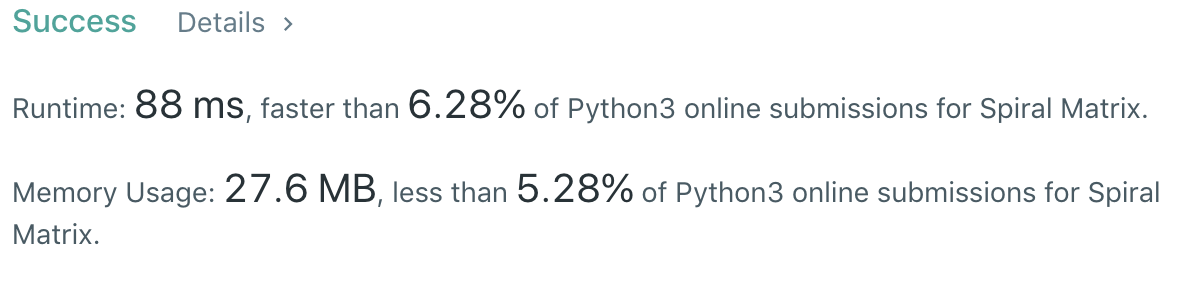 Success Details >
Runtime: 88 ms, faster than 6.28% of Python3 online submissions for Spiral Matrix.
Memory Usage: 27.6 MB, less than 5.28% of Python3 online submissions for Spiral
Matrix.